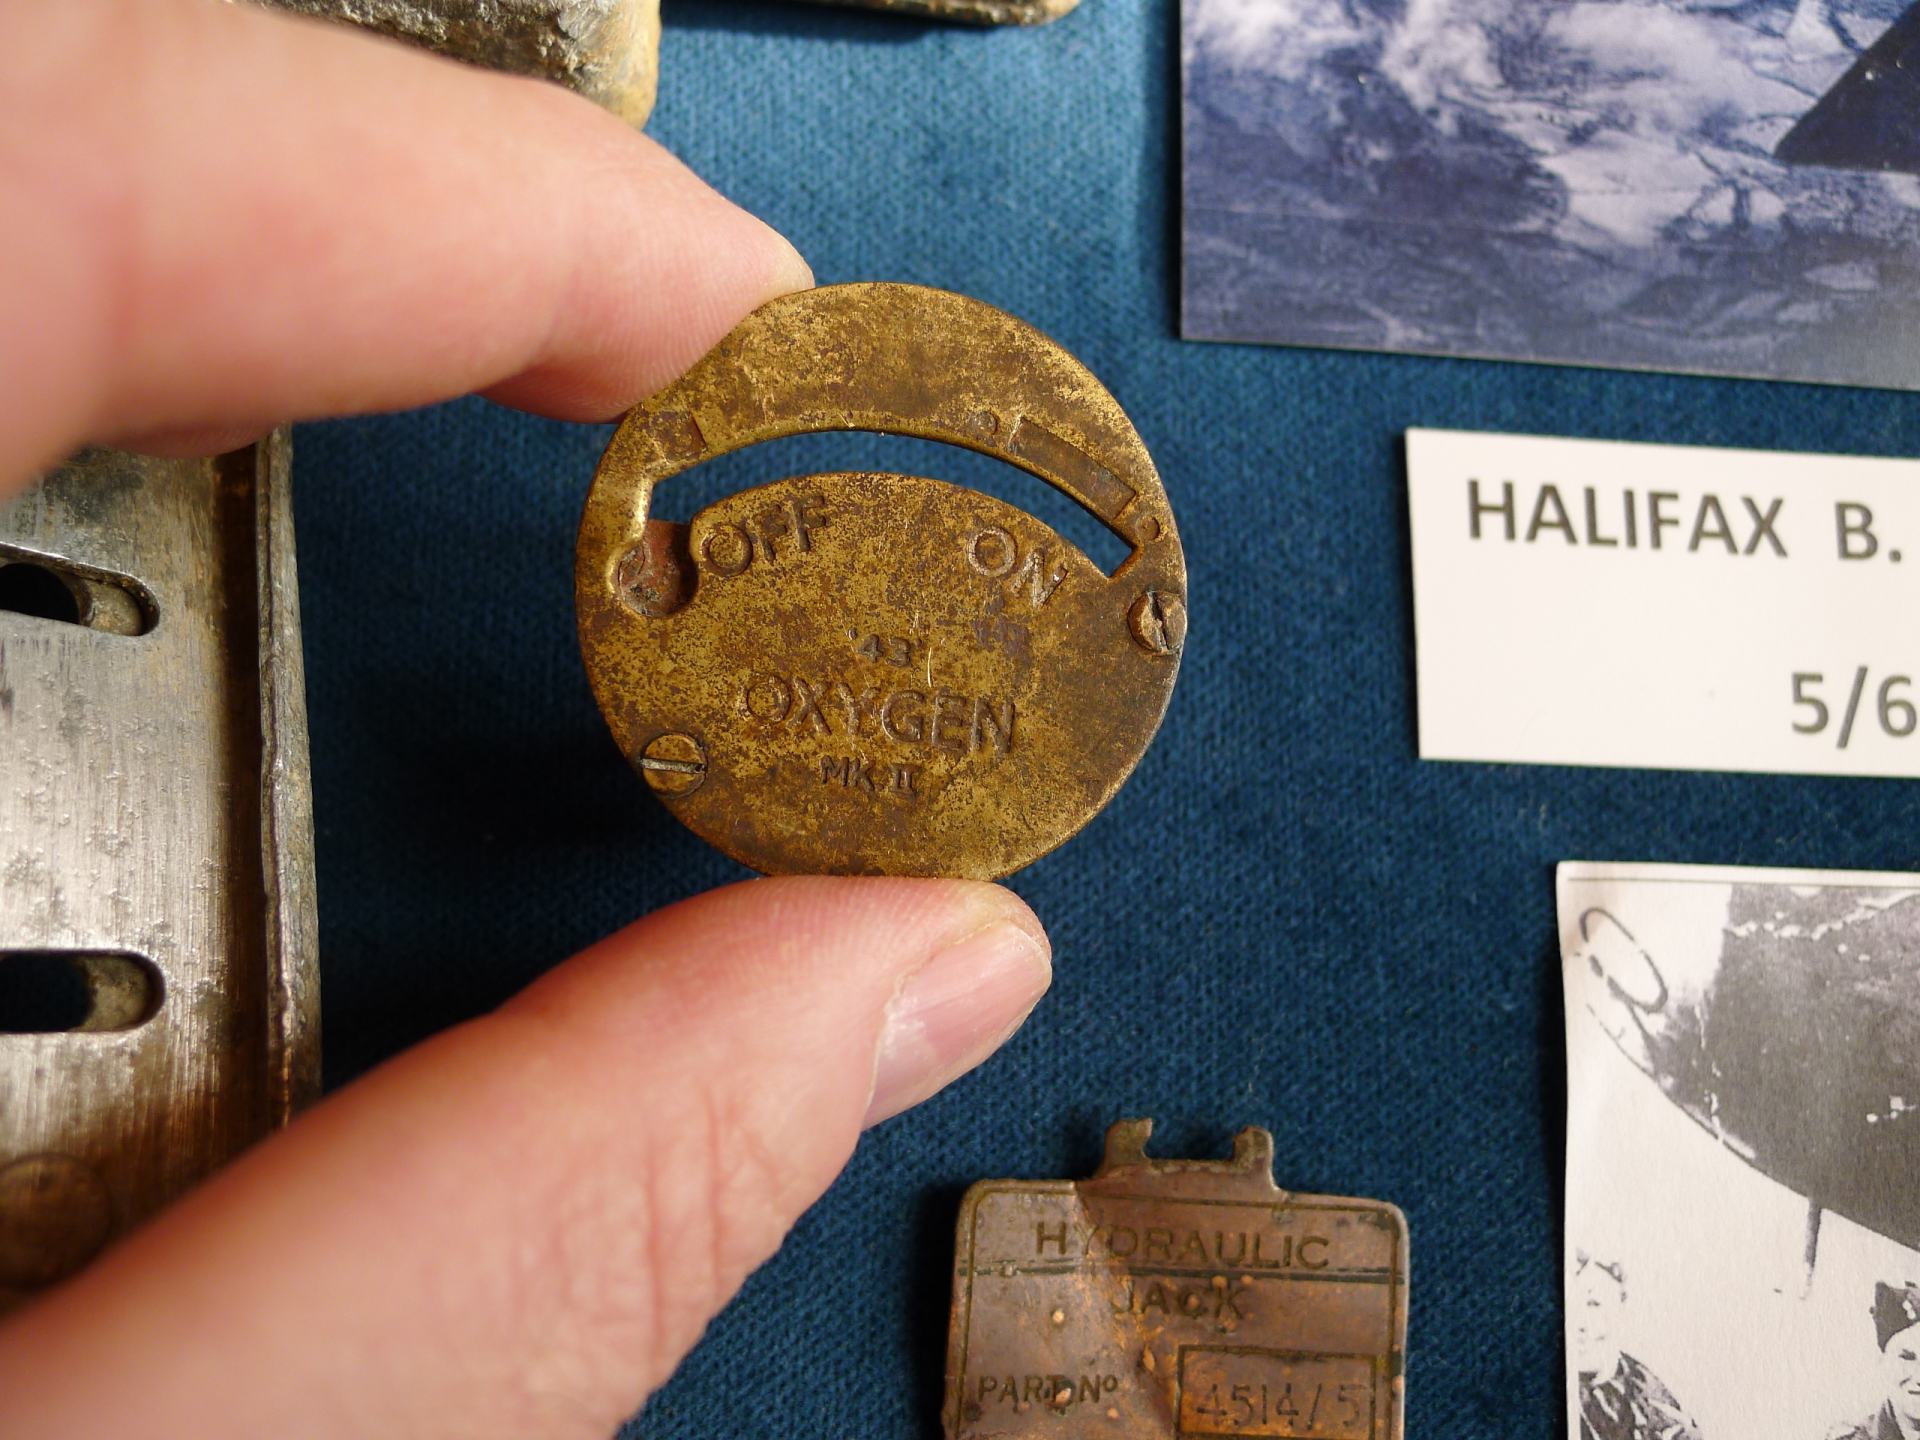 OFF ON
'43'
OXYGEN
MK II
HALIFAX B.
5/6
HYDRAULIC
JACK
PART Nº 4514/5